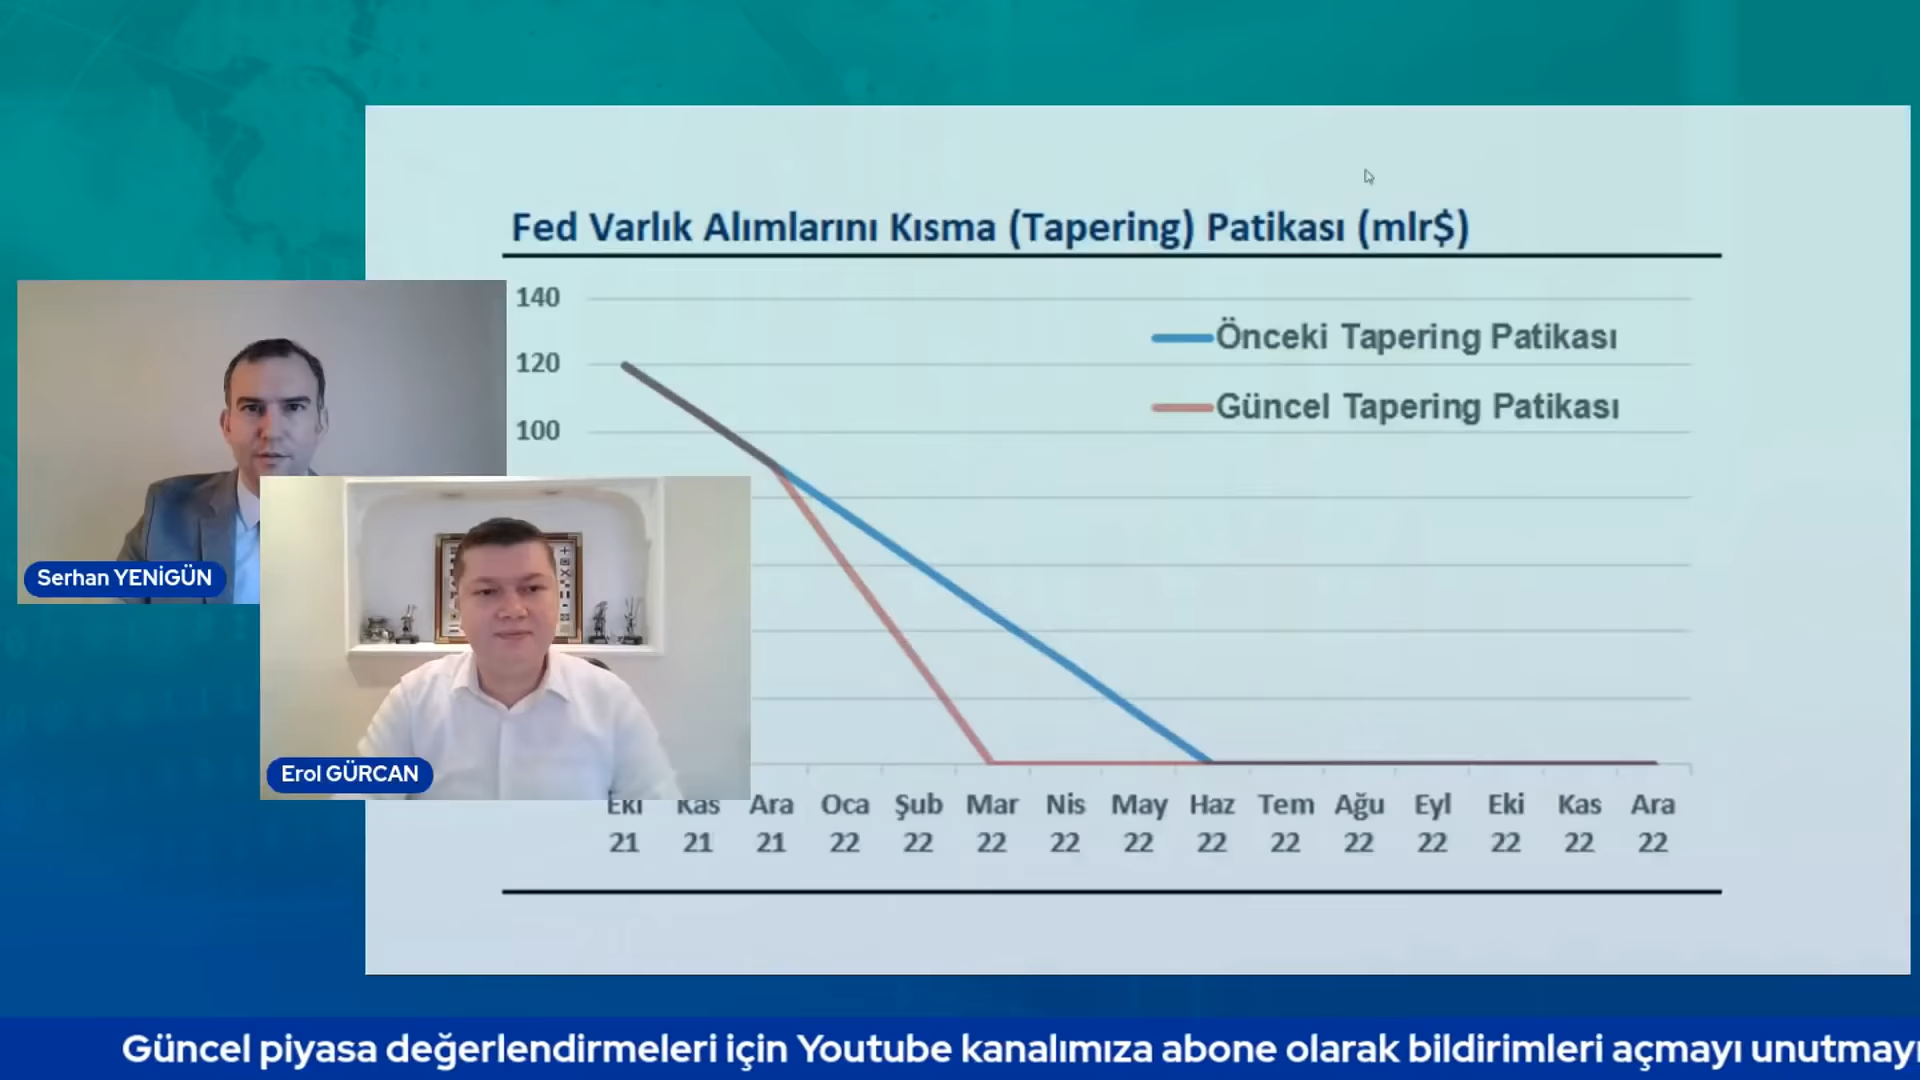 Fed Varlık Alımlarını Kısma (Tapering) Patikası (mlr$)
140
120
100
Önceki Tapering Patikası
Güncel Tapering Patikası
Serhan YENİGÜN
Erol GÜRCAN
Eki Kas Ara Oca Şub Mar Nis May Haz Tem Ağu Eyl Eki Kas Ara
21 21 21 22 22 22 22 22 22 22 22 22 22 22 22
Güncel piyasa değerlendirmeleri için Youtube kanalımıza abone olarak bildirimleri açmayı unutmayı